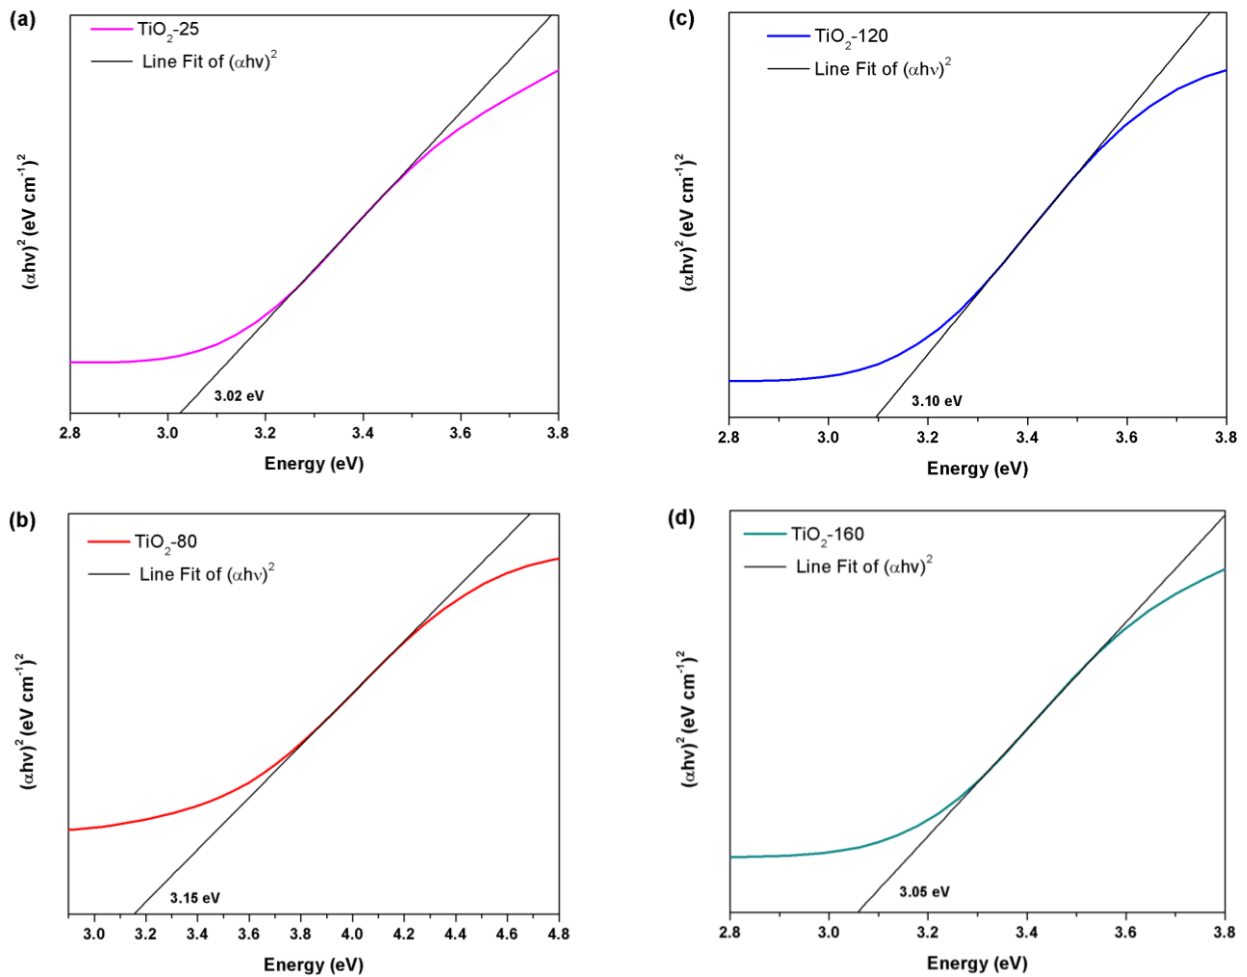 (a)
TiO2-25
Line Fit of (αhν)2
(αhν)2 (eV cm-1)2
3.02 eV
2.8 3.0 3.2 3.4 3.6 3.8
Energy (eV)
(c)
TiO2-120
Line Fit of (αhν)2
(αhν)2 (eV cm-1)2
3.10 eV
2.8 3.0 3.2 3.4 3.6 3.8
Energy (eV)
(b)
TiO2-80
Line Fit of (αhν)2
(αhν)2 (eV cm-1)2
3.15 eV
3.0 3.2 3.4 3.6 3.8 4.0 4.2 4.4 4.6 4.8
Energy (eV)
(d)
TiO2-160
Line Fit of (αhν)2
(αhν)2 (eV cm-1)2
3.05 eV
2.8 3.0 3.2 3.4 3.6 3.8
Energy (eV)